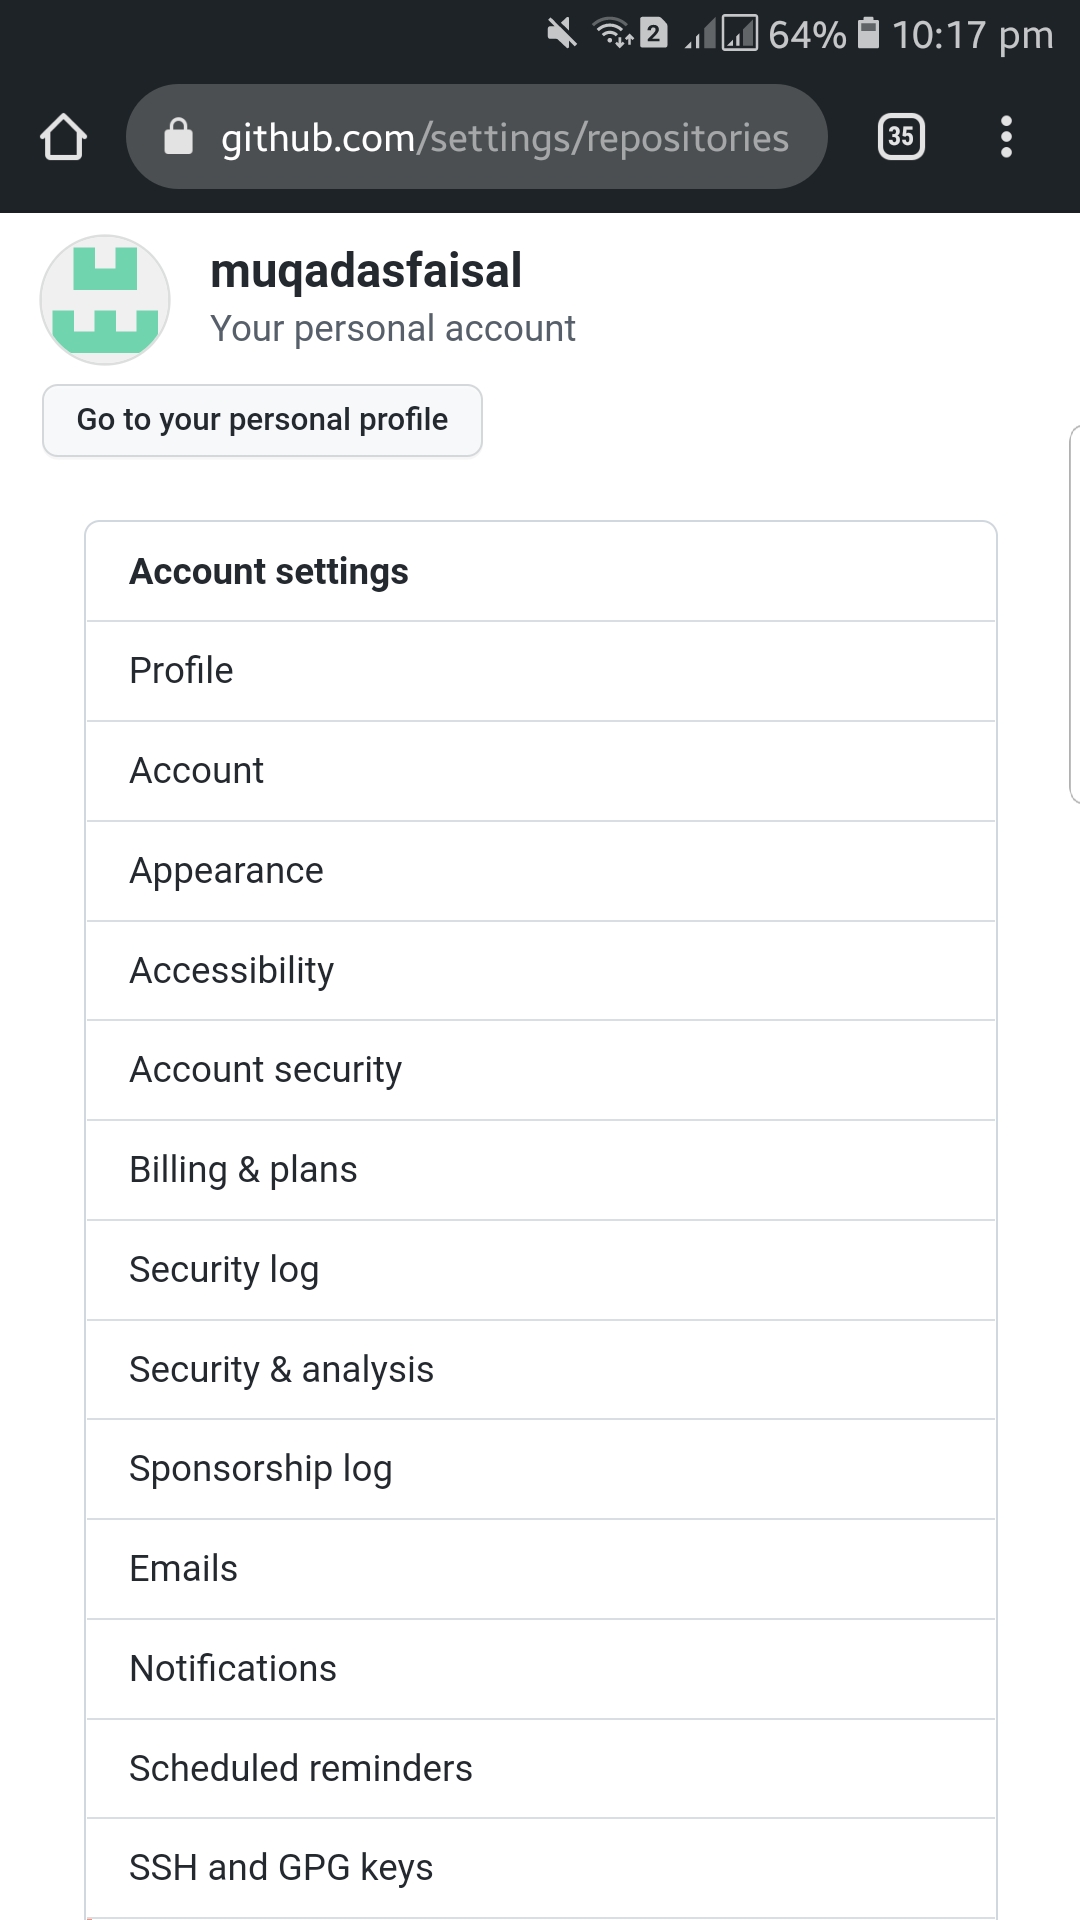 2 64% 10:17 pm
github.com/settings/repositories 35
muqadasfaisal
Your personal account
Go to your personal profile
Account settings
Profile
Account
Appearance
Accessibility
Account security
Billing & plans
Security log
Security & analysis
Sponsorship log
Emails
Notifications
Scheduled reminders
SSH and GPG keys